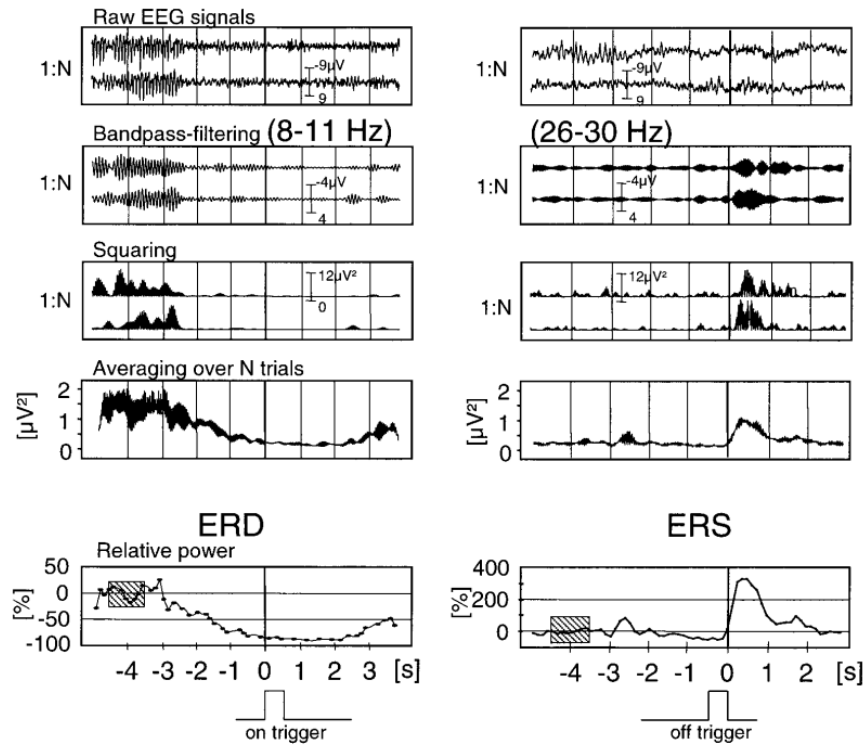 Raw EEG signals
1:N
-9µV
9
1:N
-9µV
9
Bandpass-filtering (8-11 Hz)
(26-30 Hz)
1:N
-4µV
4
1:N
-4µV
4
Squaring
1:N
12µV²
0
1:N
12µV²
Averaging over N trials
[µV²]
2
1
0
[µV²]
2
1
0
ERD
ERS
Relative power
[%]
50
0
-50
-100
-4 -3 -2 -1 0 1 2 3 [s]
on trigger
[%]
400
200
0
-4 -3 -2 -1 0 1 2 [s]
off trigger